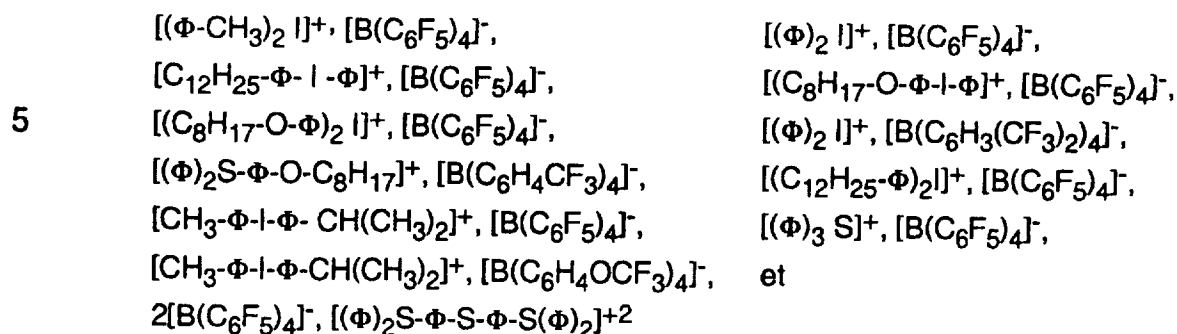 [(Φ-CH₃)₂ I]⁺, [B(C₆F₅)₄]⁻, [(Φ)₂ I]⁺, [B(C₆F₅)₄]⁻,
[C₁₂H₂₅-Φ- I -Φ]⁺, [B(C₆F₅)₄]⁻, [(C₈H₁₇-O-Φ-I-Φ]⁺, [B(C₆F₅)₄]⁻,
5 [(C₈H₁₇-O-Φ)₂ I]⁺, [B(C₆F₅)₄]⁻, [(Φ)₂ I]⁺, [B(C₆H₃(CF₃)₂)₄]⁻,
[(Φ)₂S-Φ-O-C₈H₁₇]⁺, [B(C₆H₄CF₃)₄]⁻, [(C₁₂H₂₅-Φ)₂I]⁺, [B(C₆F₅)₄]⁻,
[CH₃-Φ-I-Φ- CH(CH₃)₂]⁺, [B(C₆F₅)₄]⁻, [(Φ)₃ S]⁺, [B(C₆F₅)₄]⁻,
[CH₃-Φ-I-Φ-CH(CH₃)₂]⁺, [B(C₆H₄OCF₃)₄]⁻, et
2[B(C₆F₅)₄]⁻, [(Φ)₂S-Φ-S-Φ-S(Φ)₂]⁺²